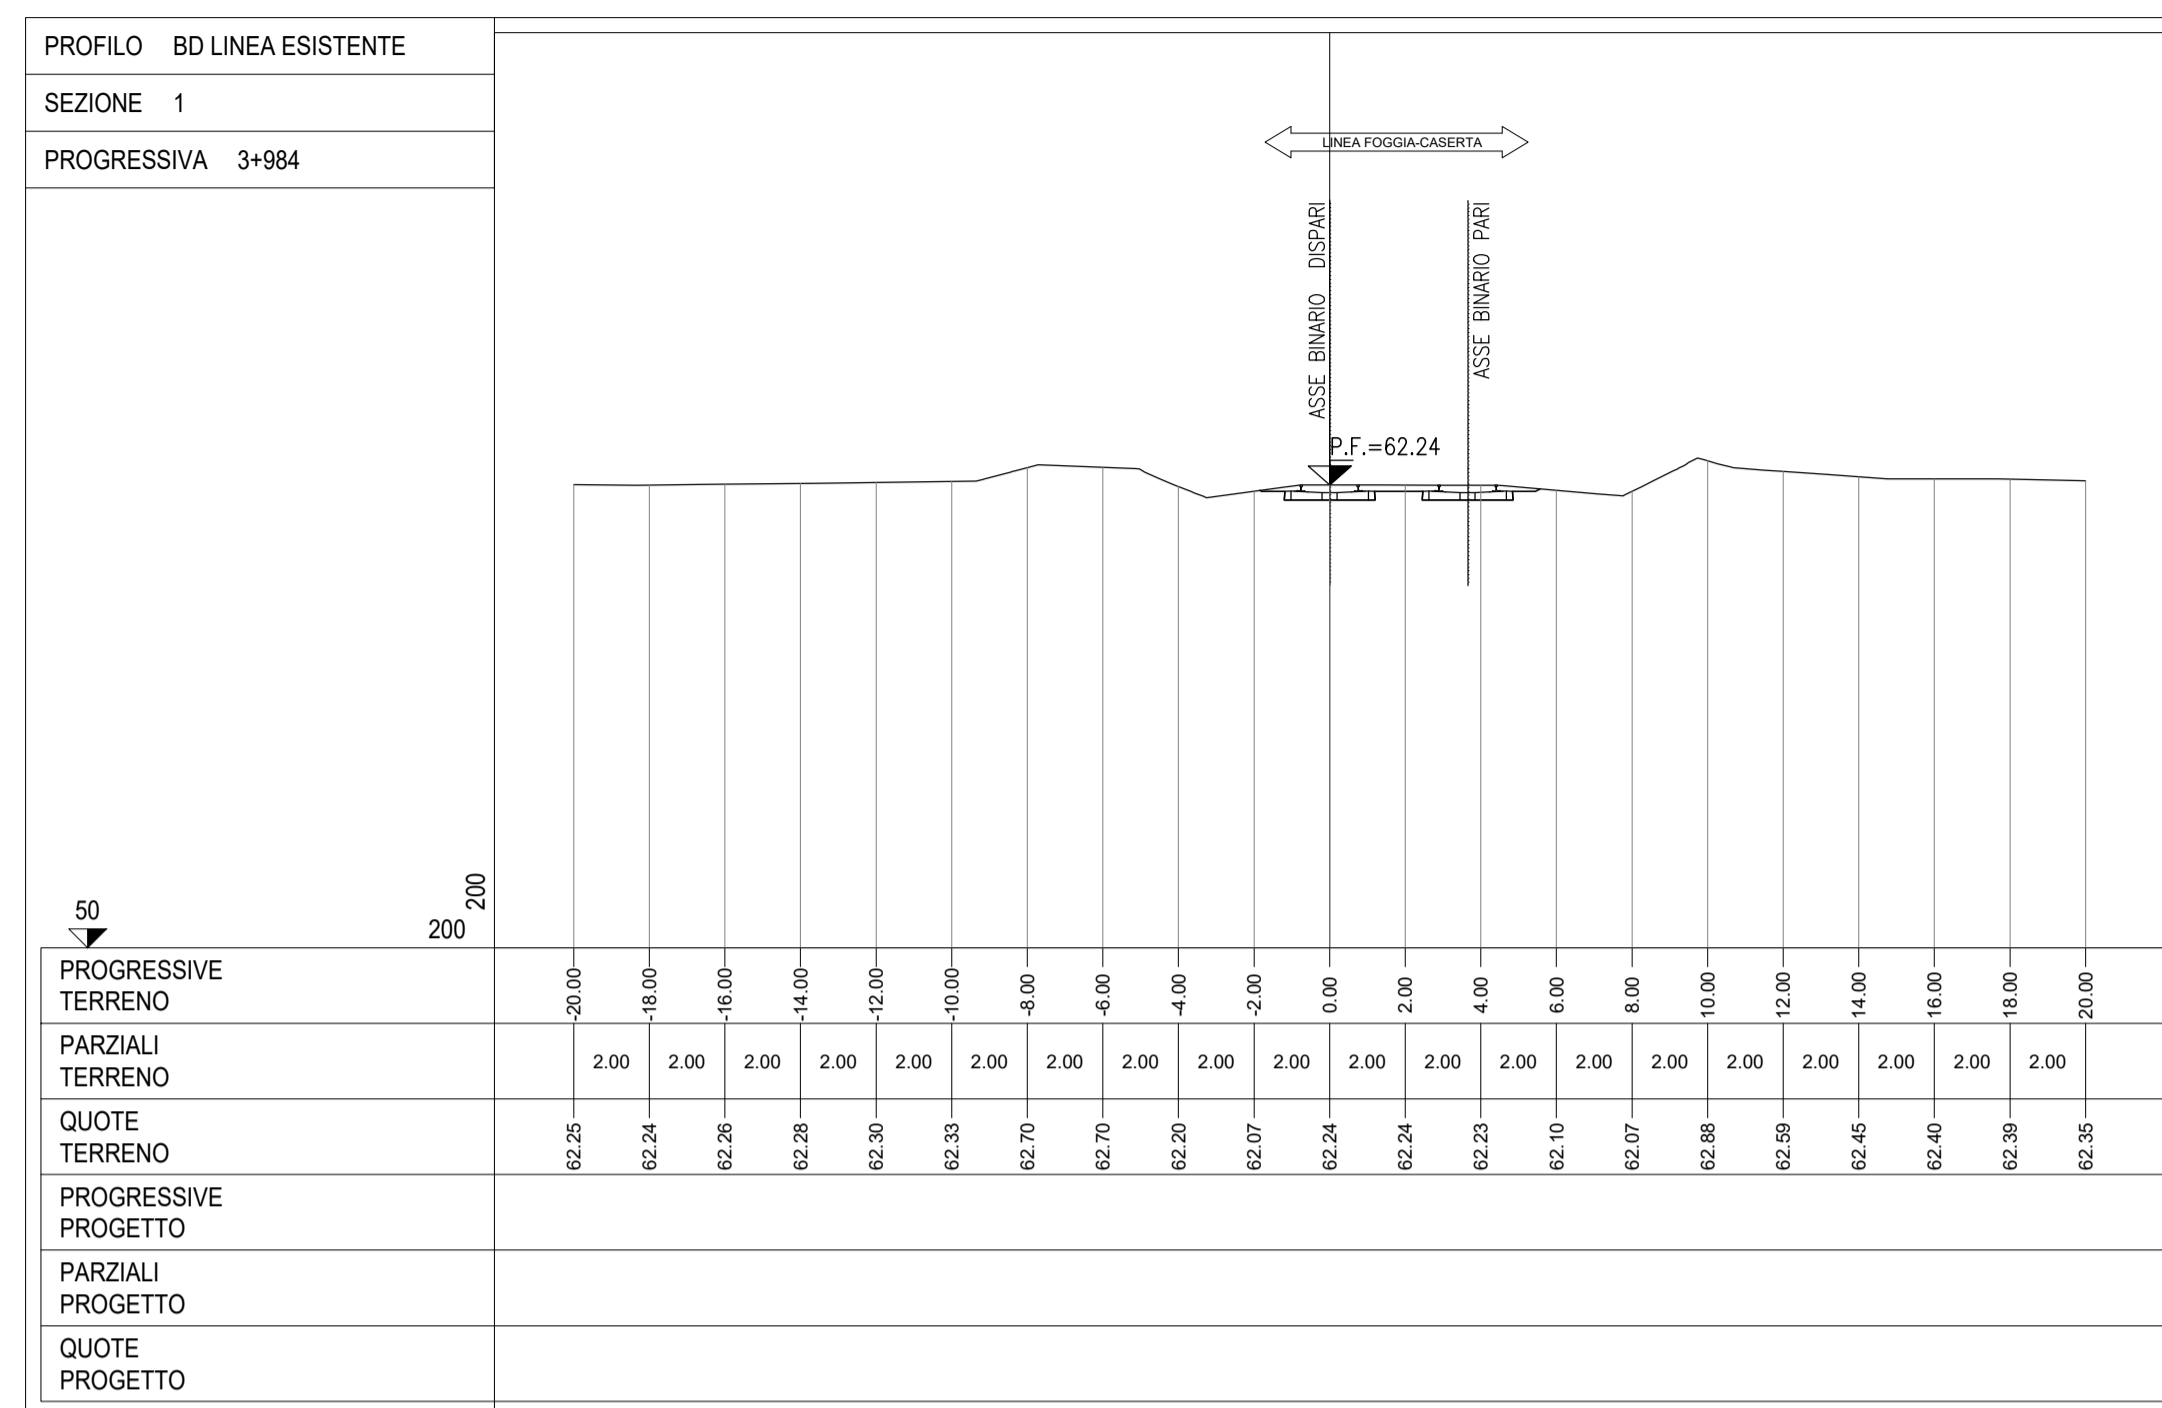 PROFILO BD LINEA ESISTENTE
SEZIONE 1
PROGRESSIVA 3+984
LINEA FOGGIA-CASERTA
ASSE BINARIO DISPARI
ASSE BINARIO PARI
P.F.=62.24
200
50
200
PROGRESSIVE
TERRENO
-20.00 -18.00 -16.00 -14.00 -12.00 -10.00 -8.00 -6.00 -4.00 -2.00 0.00 2.00 4.00 6.00 8.00 10.00 12.00 14.00 16.00 18.00 20.00
PARZIALI
TERRENO
2.00 2.00 2.00 2.00 2.00 2.00 2.00 2.00 2.00 2.00 2.00 2.00 2.00 2.00 2.00 2.00 2.00 2.00 2.00 2.00
QUOTE
TERRENO
62.25 62.24 62.26 62.28 62.30 62.33 62.70 62.70 62.20 62.07 62.24 62.24 62.23 62.10 62.07 62.88 62.59 62.45 62.40 62.39 62.35
PROGRESSIVE
PROGETTO
PARZIALI
PROGETTO
QUOTE
PROGETTO